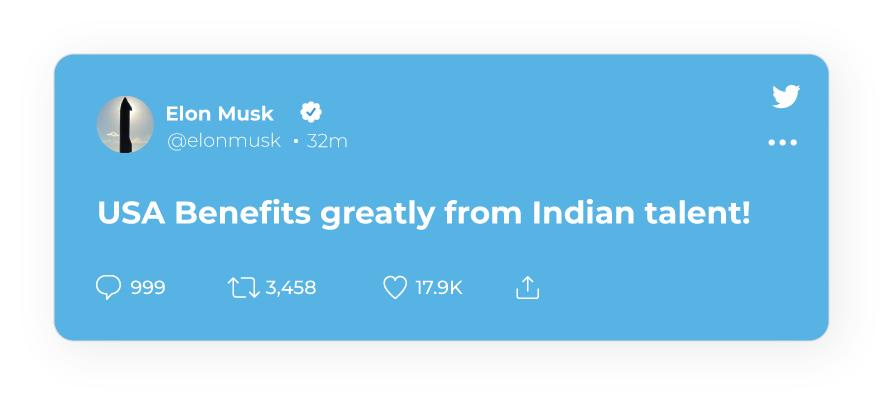 Elon Musk
@elonmusk • 32m
USA Benefits greatly from Indian talent!
999 3,458 17.9K